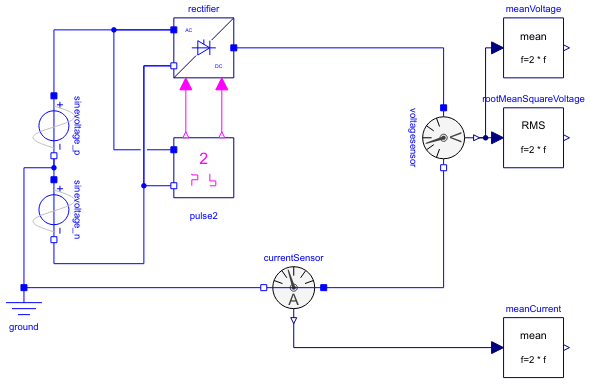 rectifier
AC
DC
meanVoltage
mean
f=2 * f
rootMeanSquareVoltage
RMS
f=2 * f
+
sinevoltage_p
−
voltagesensor
V
2
pulse2
+
sinevoltage_n
−
currentSensor
A
ground
meanCurrent
mean
f=2 * f